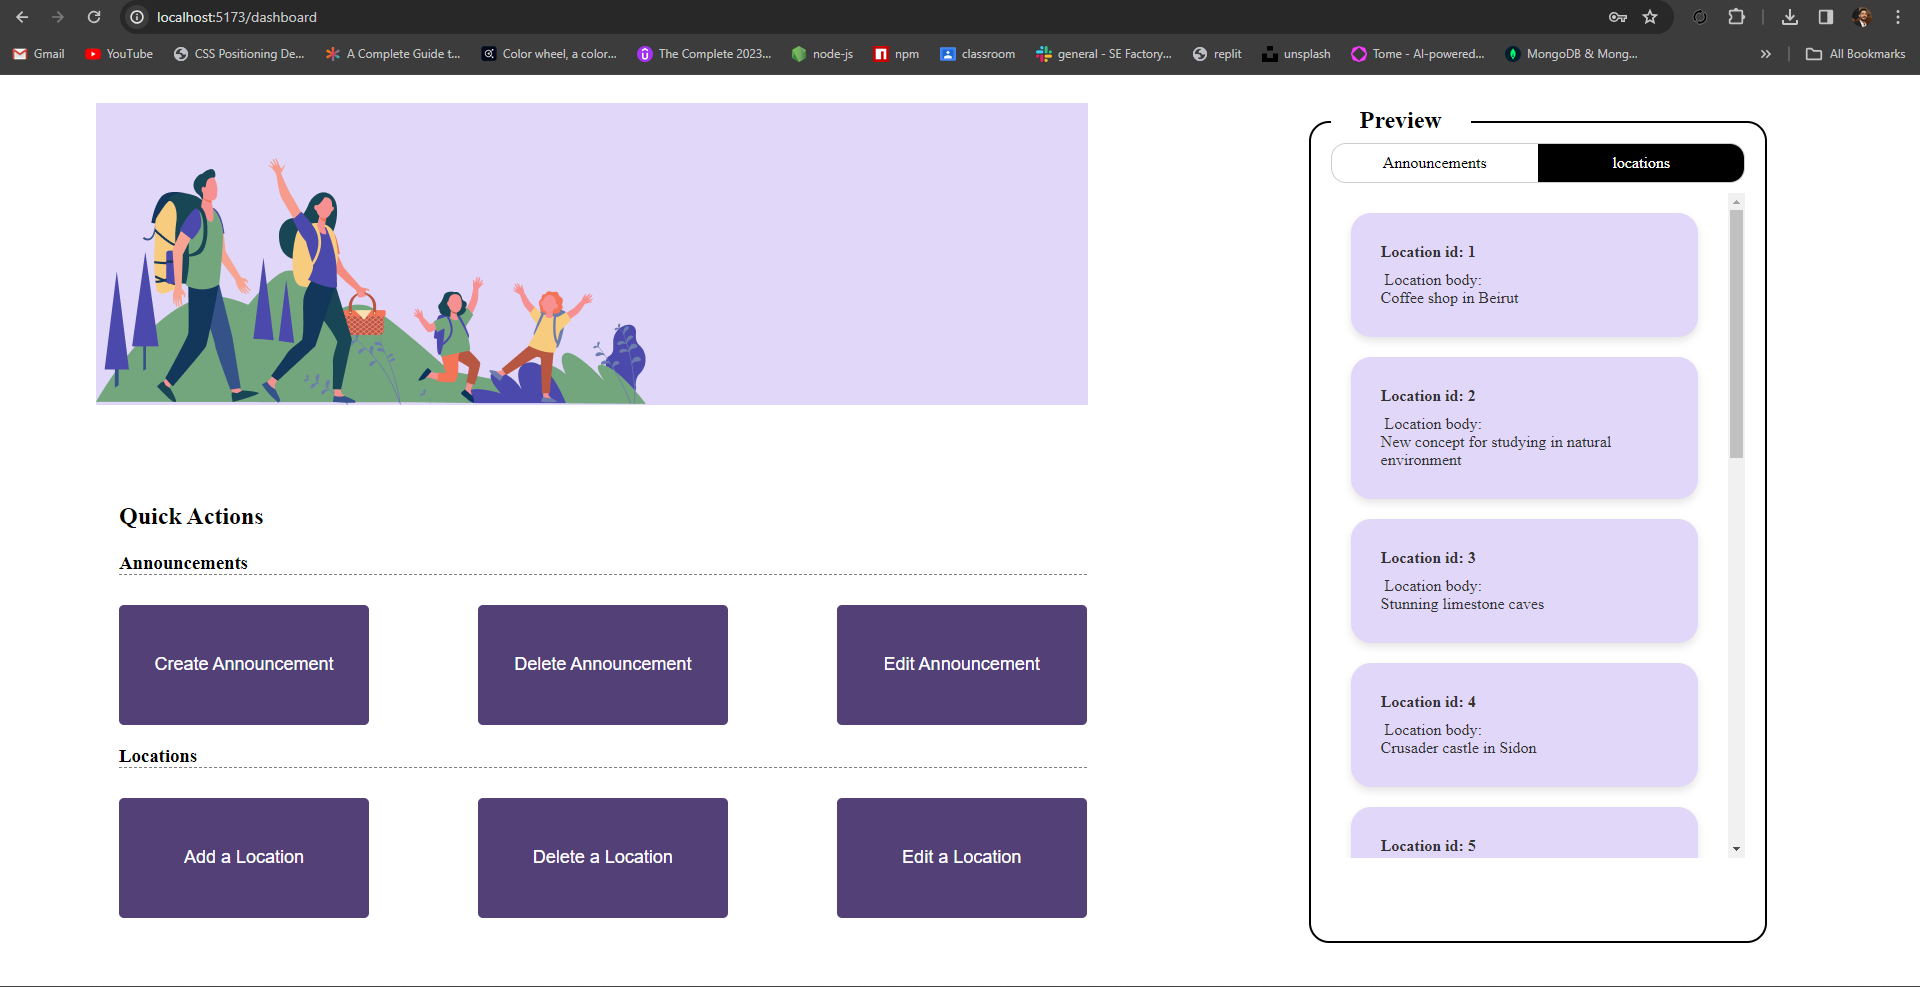 localhost:5173/dashboard
Gmail
YouTube
CSS Positioning De...
A Complete Guide t...
Color wheel, a color...
The Complete 2023...
node-js
npm
classroom
general - SE Factory...
replit
unsplash
Tome - AI-powered...
MongoDB & Mong...
All Bookmarks
Quick Actions
Announcements
Create Announcement
Delete Announcement
Edit Announcement
Locations
Add a Location
Delete a Location
Edit a Location
Preview
Announcements
locations
Location id: 1
Location body:
Coffee shop in Beirut
Location id: 2
Location body:
New concept for studying in natural
environment
Location id: 3
Location body:
Stunning limestone caves
Location id: 4
Location body:
Crusader castle in Sidon
Location id: 5